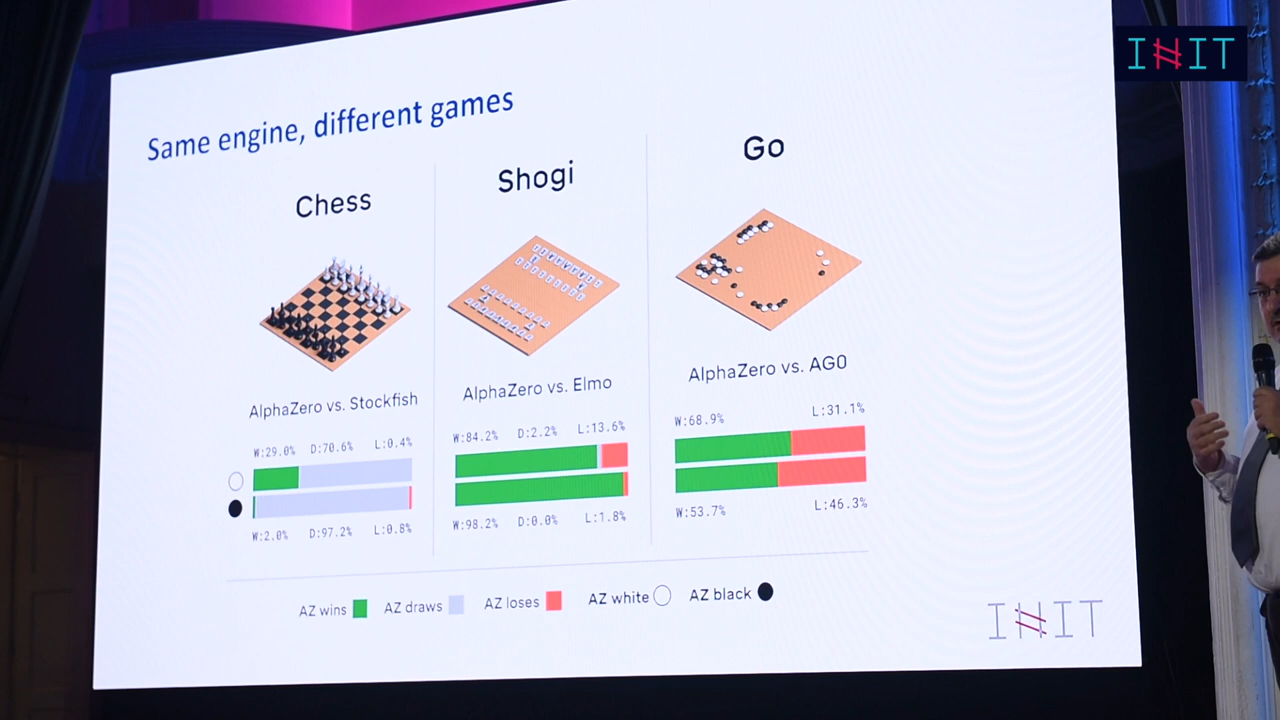 INIT
Same engine, different games
Chess
Shogi
Go
AlphaZero vs. Stockfish
AlphaZero vs. Elmo
AlphaZero vs. AG0
W:29.0% D:70.6% L:0.4%
W:2.0% D:97.2% L:0.8%
W:84.2% D:2.2% L:13.6%
W:98.2% D:0.0% L:1.8%
W:68.9% L:31.1%
W:53.7% L:46.3%
AZ wins AZ draws AZ loses AZ white AZ black
INIT